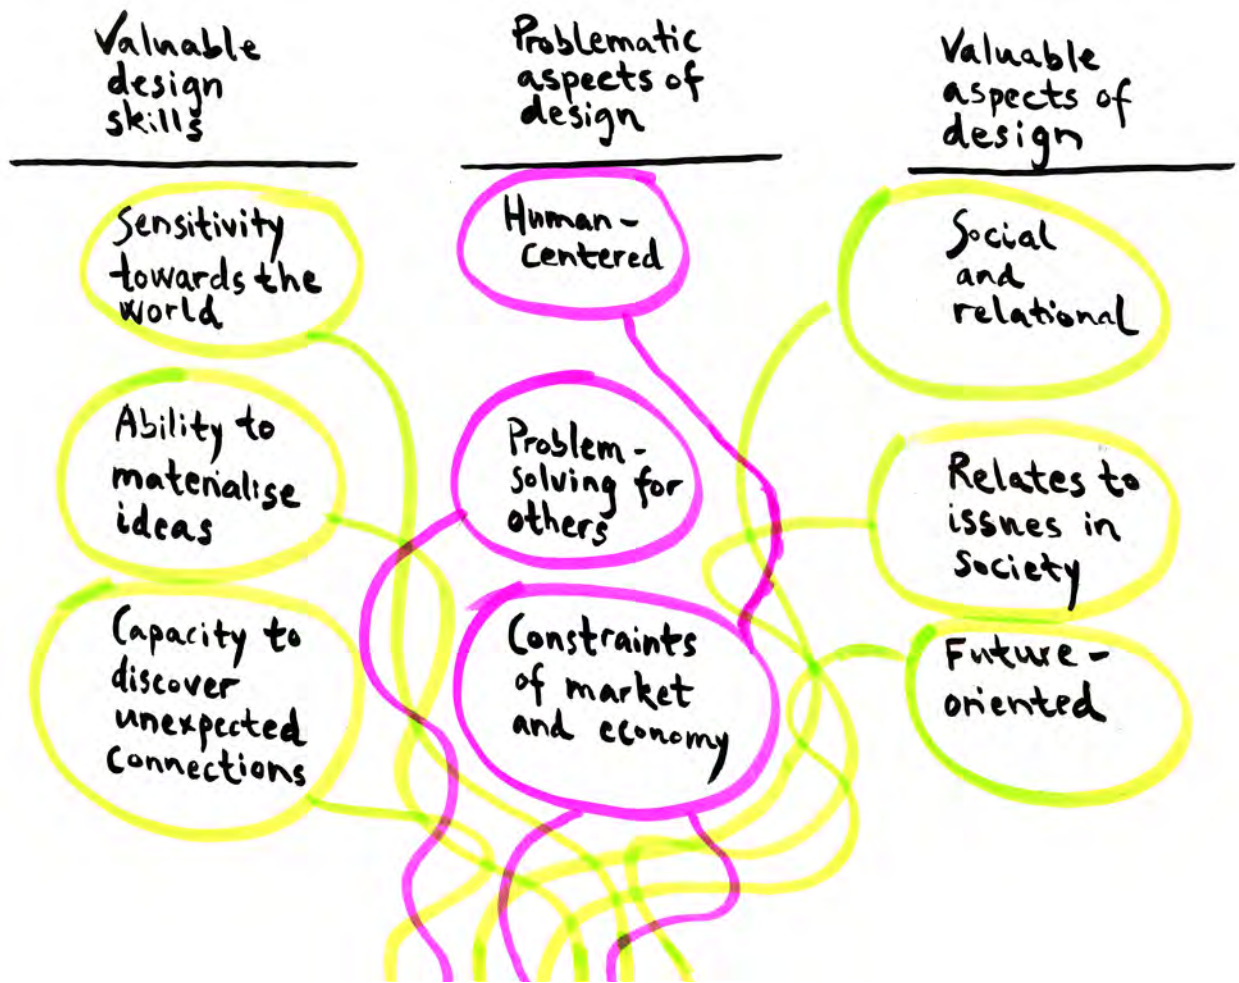 Valuable
design
skills
Sensitivity
towards the
world
Ability to
materialise
ideas
Capacity to
discover
unexpected
connections
Problematic
aspects of
design
Human-
centered
Problem-
solving for
others
Constraints
of market
and economy
Valuable
aspects of
design
Social
and
relational
Relates to
issues in
society
Future-
oriented